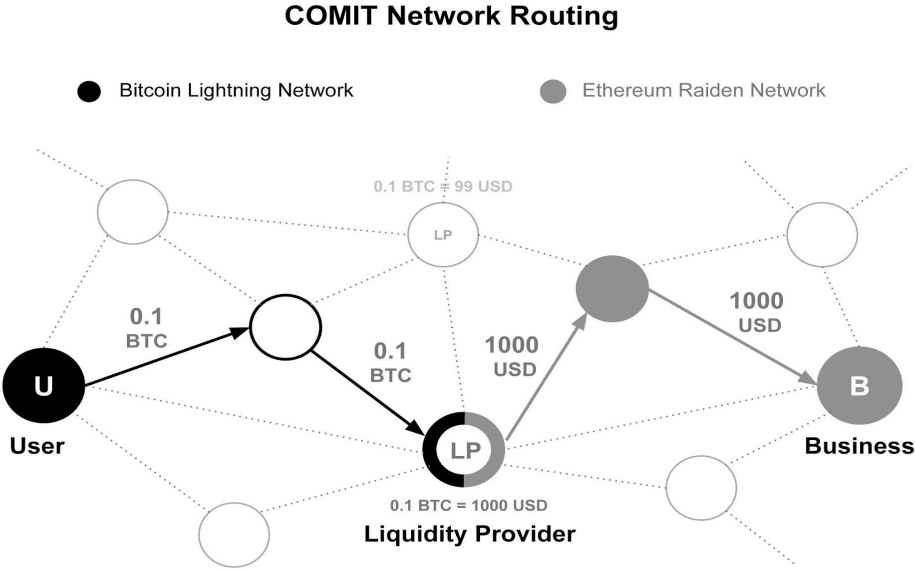 COMIT Network Routing
Bitcoin Lightning Network
Ethereum Raiden Network
0.1 BTC = 99 USD
LP
0.1
BTC
0.1
BTC
1000
USD
1000
USD
U
User
B
Business
LP
0.1 BTC = 1000 USD
Liquidity Provider